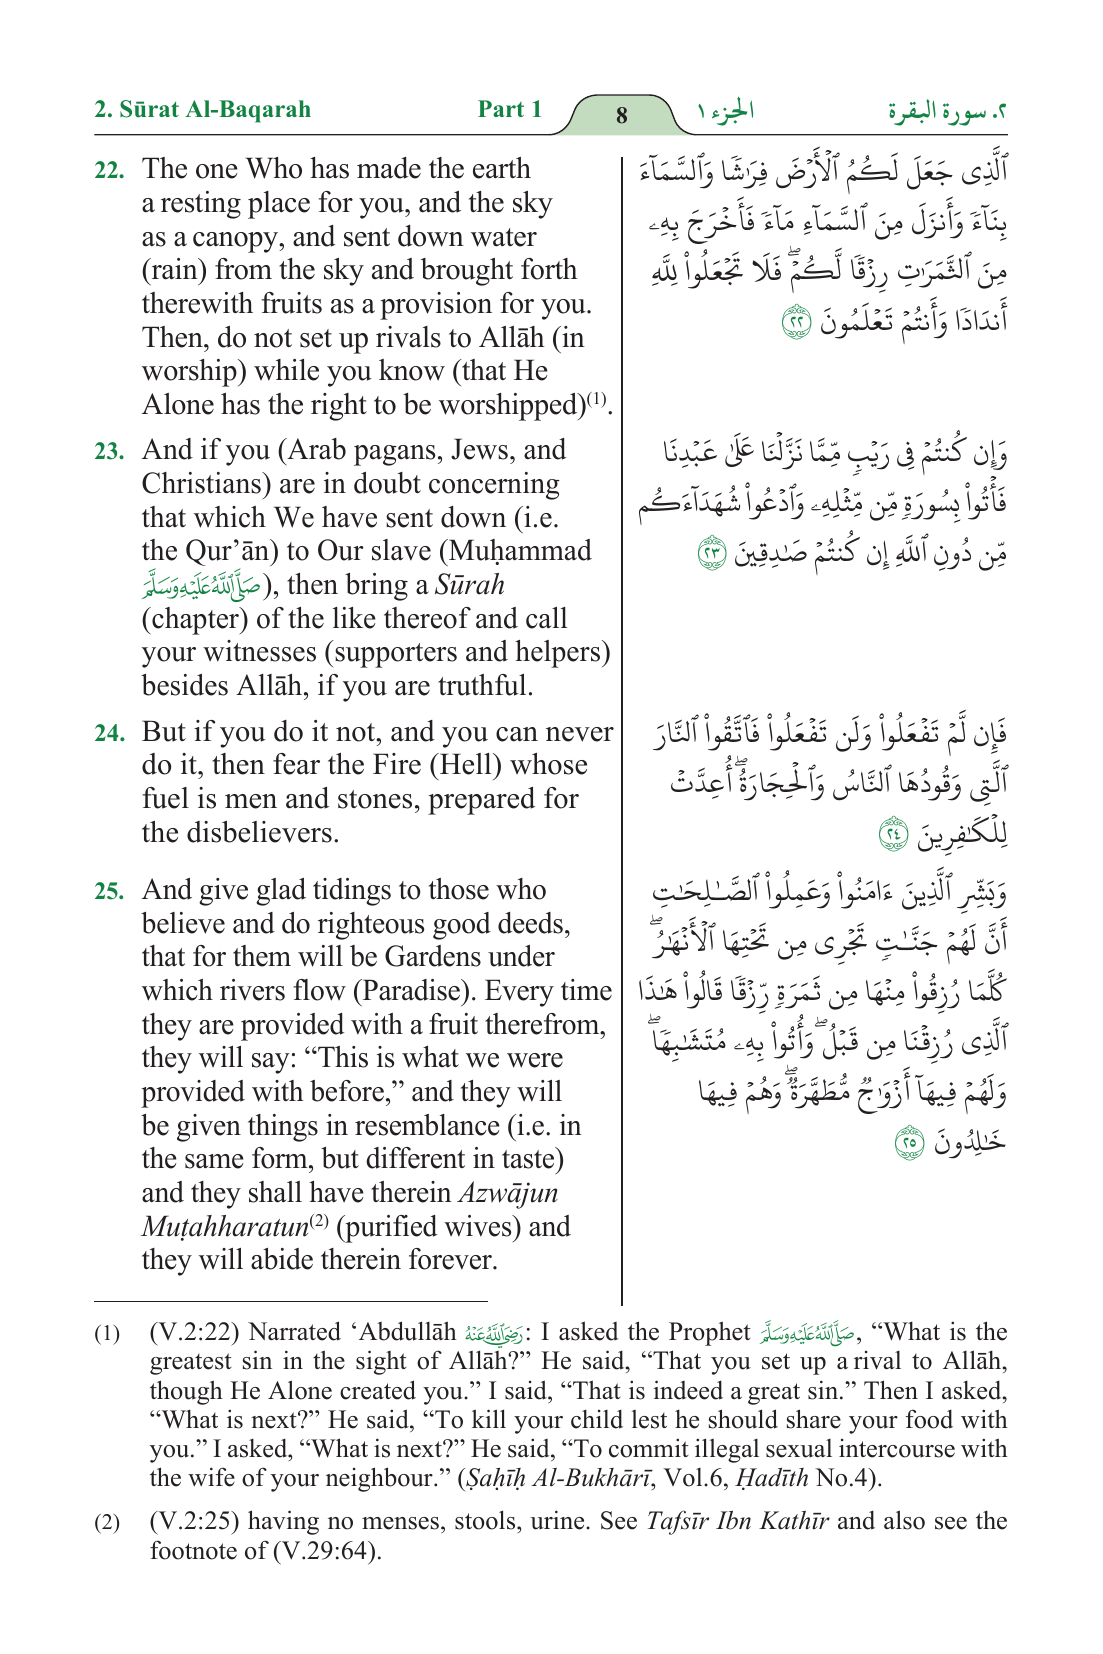 2. Sūrat Al-Baqarah Part 1 8 الجزء ١ ٢. سورة البقرة
22. The one Who has made the earth
a resting place for you, and the sky
as a canopy, and sent down water
(rain) from the sky and brought forth
therewith fruits as a provision for you.
Then, do not set up rivals to Allāh (in
worship) while you know (that He
Alone has the right to be worshipped)(1).
ٱلَّذِى جَعَلَ لَكُمُ ٱلْأَرْضَ فِرَٰشًا وَٱلسَّمَآءَ
بِنَآءً وَأَنزَلَ مِنَ ٱلسَّمَآءِ مَآءً فَأَخْرَجَ بِهِۦ
مِنَ ٱلثَّمَرَٰتِ رِزْقًا لَّكُمْ ۖ فَلَا تَجْعَلُوا۟ لِلَّهِ
أَندَادًا وَأَنتُمْ تَعْلَمُونَ ٢٢
23. And if you (Arab pagans, Jews, and
Christians) are in doubt concerning
that which We have sent down (i.e.
the Qur’ān) to Our slave (Muḥammad
صَلَّى ٱللَّهُ عَلَيْهِ وَسَلَّمَ), then bring a Sūrah
(chapter) of the like thereof and call
your witnesses (supporters and helpers)
besides Allāh, if you are truthful.
وَإِن كُنتُمْ فِى رَيْبٍ مِّمَّا نَزَّلْنَا عَلَىٰ عَبْدِنَا
فَأْتُوا۟ بِسُورَةٍ مِّن مِّثْلِهِۦ وَٱدْعُوا۟ شُهَدَآءَكُم
مِّن دُونِ ٱللَّهِ إِن كُنتُمْ صَٰدِقِينَ ٢٣
24. But if you do it not, and you can never
do it, then fear the Fire (Hell) whose
fuel is men and stones, prepared for
the disbelievers.
فَإِن لَّمْ تَفْعَلُوا۟ وَلَن تَفْعَلُوا۟ فَٱتَّقُوا۟ ٱلنَّارَ
ٱلَّتِى وَقُودُهَا ٱلنَّاسُ وَٱلْحِجَارَةُ ۖ أُعِدَّتْ
لِلْكَٰفِرِينَ ٢٤
25. And give glad tidings to those who
believe and do righteous good deeds,
that for them will be Gardens under
which rivers flow (Paradise). Every time
they are provided with a fruit therefrom,
they will say: “This is what we were
provided with before,” and they will
be given things in resemblance (i.e. in
the same form, but different in taste)
and they shall have therein Azwājun
Muṭahharatun(2) (purified wives) and
they will abide therein forever.
وَبَشِّرِ ٱلَّذِينَ ءَامَنُوا۟ وَعَمِلُوا۟ ٱلصَّٰلِحَٰتِ
أَنَّ لَهُمْ جَنَّٰتٍ تَجْرِى مِن تَحْتِهَا ٱلْأَنْهَٰرُ ۖ
كُلَّمَا رُزِقُوا۟ مِنْهَا مِن ثَمَرَةٍ رِّزْقًا قَالُوا۟ هَٰذَا
ٱلَّذِى رُزِقْنَا مِن قَبْلُ ۖ وَأُتُوا۟ بِهِۦ مُتَشَٰبِهًا ۖ
وَلَهُمْ فِيهَآ أَزْوَٰجٌ مُّطَهَّرَةٌ ۖ وَهُمْ فِيهَا
خَٰلِدُونَ ٢٥
(1) (V.2:22) Narrated ‘Abdullāh رَضِيَ ٱللَّهُ عَنْهُ: I asked the Prophet صَلَّى ٱللَّهُ عَلَيْهِ وَسَلَّمَ, “What is the
greatest sin in the sight of Allāh?” He said, “That you set up a rival to Allāh,
though He Alone created you.” I said, “That is indeed a great sin.” Then I asked,
“What is next?” He said, “To kill your child lest he should share your food with
you.” I asked, “What is next?” He said, “To commit illegal sexual intercourse with
the wife of your neighbour.” (Ṣaḥīḥ Al-Bukhārī, Vol.6, Ḥadīth No.4).
(2) (V.2:25) having no menses, stools, urine. See Tafsīr Ibn Kathīr and also see the
footnote of (V.29:64).